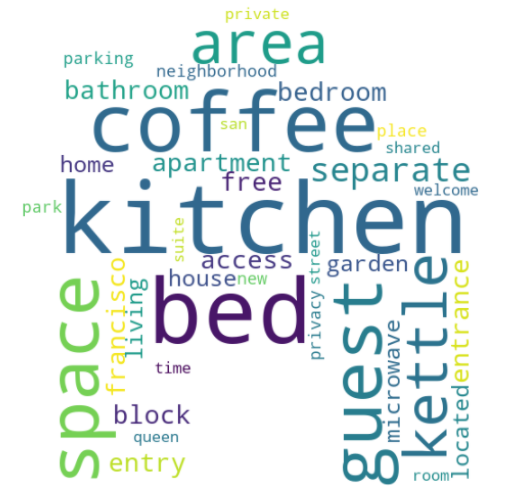 private
area
parking
neighborhood
bathroom
bedroom
coffee
san
place
shared
home
apartment
free
separate
welcome
kitchen
park
suite
access
street
garden
house
new
space
francisco
living
bed
privacy
guest
microwave
kettle
entrance
located
time
block
queen
entry
room